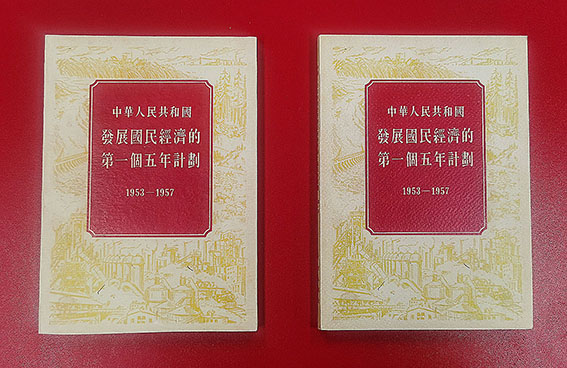 中華人民共和國
發展國民經濟的
第一個五年計劃
1953—1957
中華人民共和國
發展國民經濟的
第一個五年計劃
1953—1957